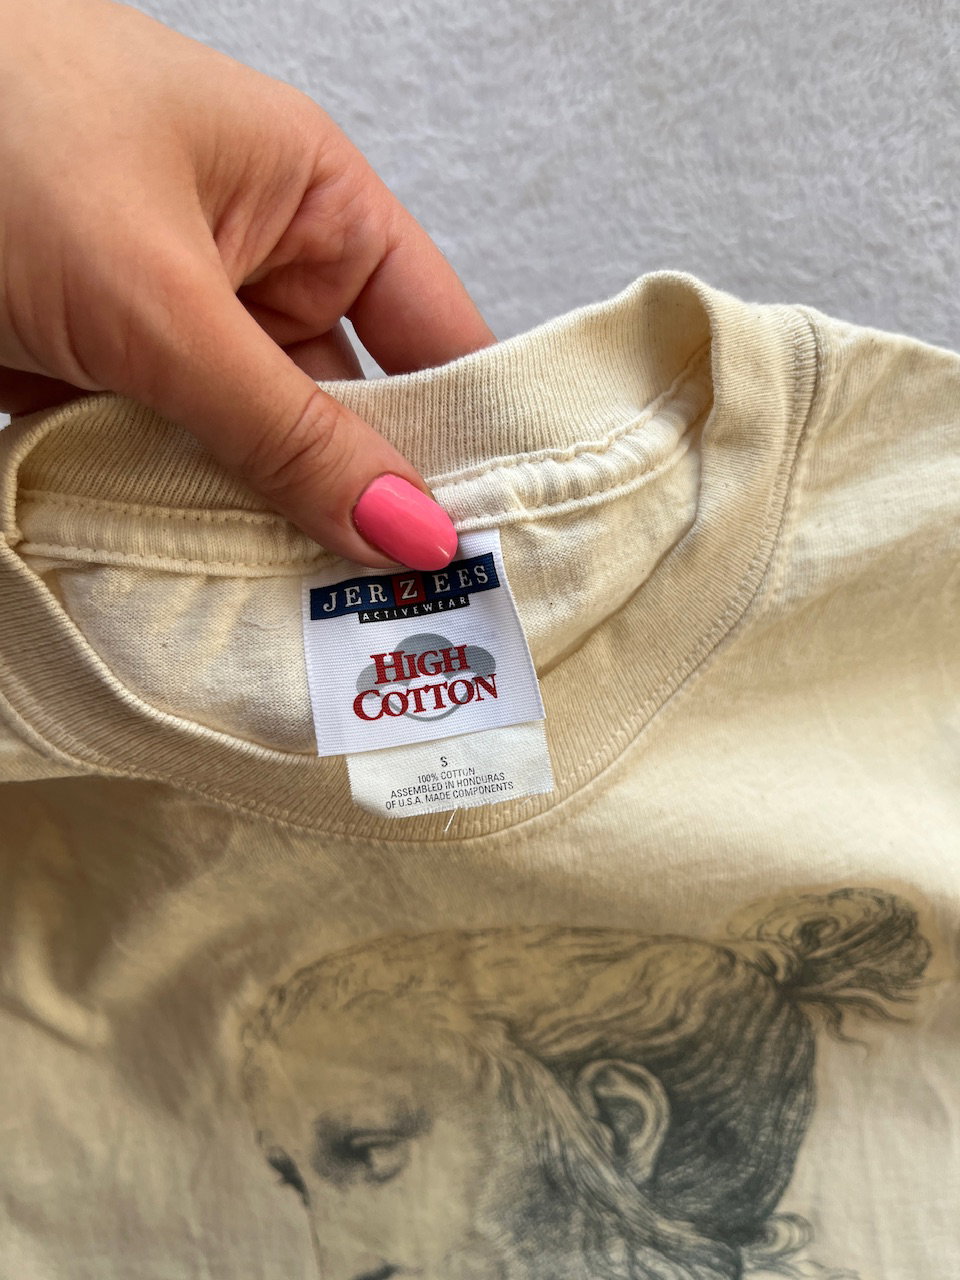 JERZEES
ACTIVEWEAR
HIGH
COTTON
S
100% COTTON
ASSEMBLED IN HONDURAS
OF U.S.A. MADE COMPONENTS